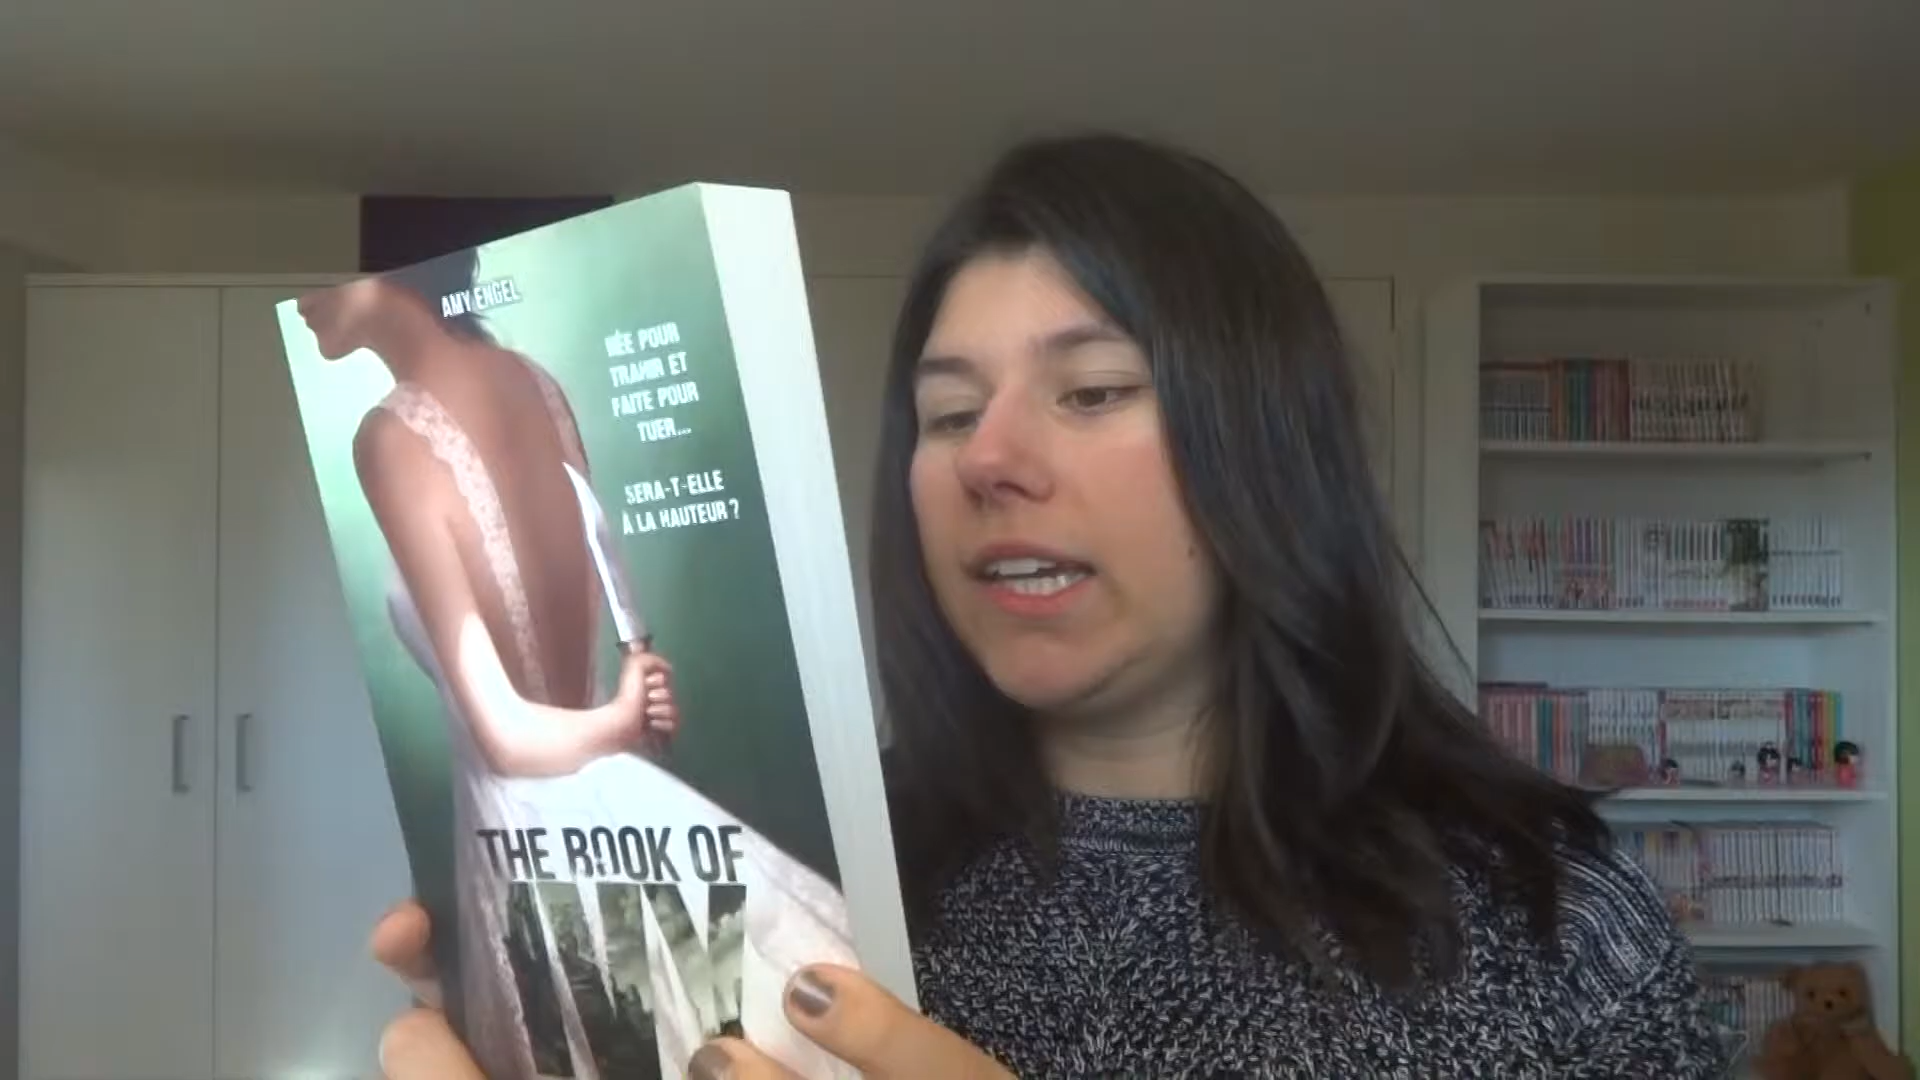 AMY ENGEL
NÉE POUR
TRAHIR ET
FAITE POUR
TUER...
SERA-T-ELLE
À LA HAUTEUR ?
THE BOOK OF